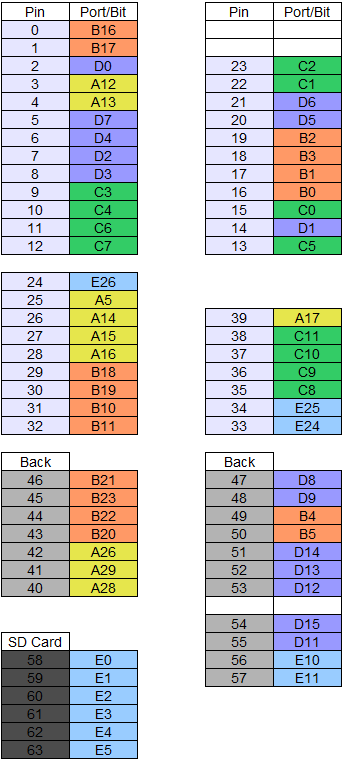 Pin Port/Bit
0 B16
1 B17
2 D0
3 A12
4 A13
5 D7
6 D4
7 D2
8 D3
9 C3
10 C4
11 C6
12 C7
24 E26
25 A5
26 A14
27 A15
28 A16
29 B18
30 B19
31 B10
32 B11
Back
46 B21
45 B23
44 B22
43 B20
42 A26
41 A29
40 A28
SD Card
58 E0
59 E1
60 E2
61 E3
62 E4
63 E5
Pin Port/Bit
23 C2
22 C1
21 D6
20 D5
19 B2
18 B3
17 B1
16 B0
15 C0
14 D1
13 C5
39 A17
38 C11
37 C10
36 C9
35 C8
34 E25
33 E24
Back
47 D8
48 D9
49 B4
50 B5
51 D14
52 D13
53 D12
54 D15
55 D11
56 E10
57 E11